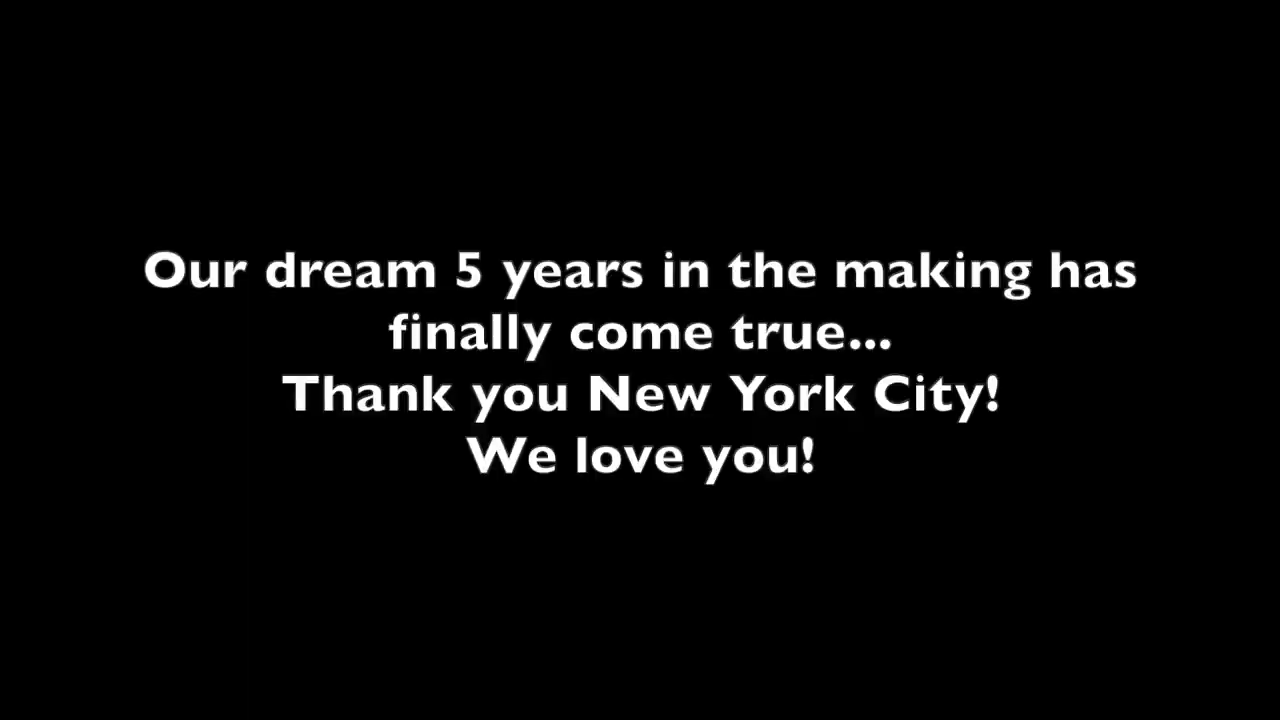 Our dream 5 years in the making has
finally come true...
Thank you New York City!
We love you!